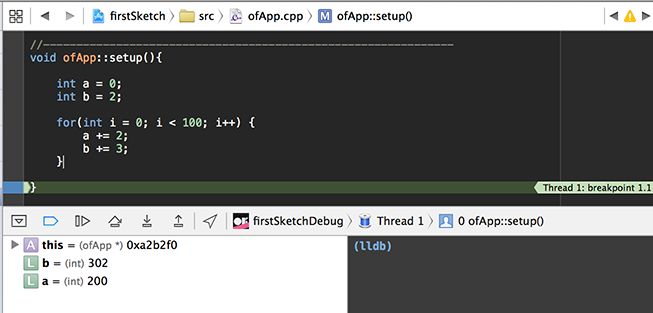 firstSketch src ofApp.cpp M ofApp::setup()
//----------------------------------------------------------------
void ofApp::setup(){
int a = 0;
int b = 2;
for(int i = 0; i < 100; i++) {
a += 2;
b += 3;
}
}
Thread 1: breakpoint 1.1
firstSketchDebug Thread 1 0 ofApp::setup()
A this = (ofApp *) 0xa2b2f0
L b = (int) 302
L a = (int) 200
(lldb)